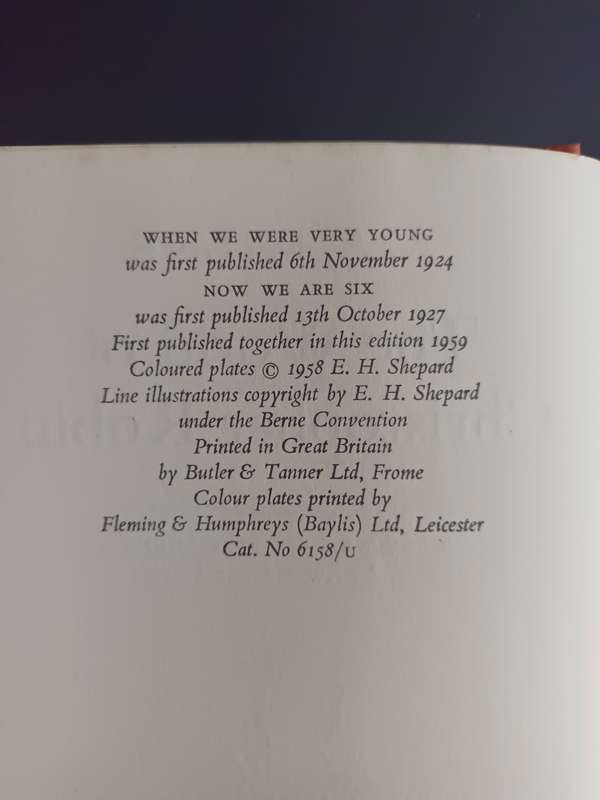 WHEN WE WERE VERY YOUNG
was first published 6th November 1924
NOW WE ARE SIX
was first published 13th October 1927
First published together in this edition 1959
Coloured plates © 1958 E. H. Shepard
Line illustrations copyright by E. H. Shepard
under the Berne Convention
Printed in Great Britain
by Butler & Tanner Ltd, Frome
Colour plates printed by
Fleming & Humphreys (Baylis) Ltd, Leicester
Cat. No 6158/U